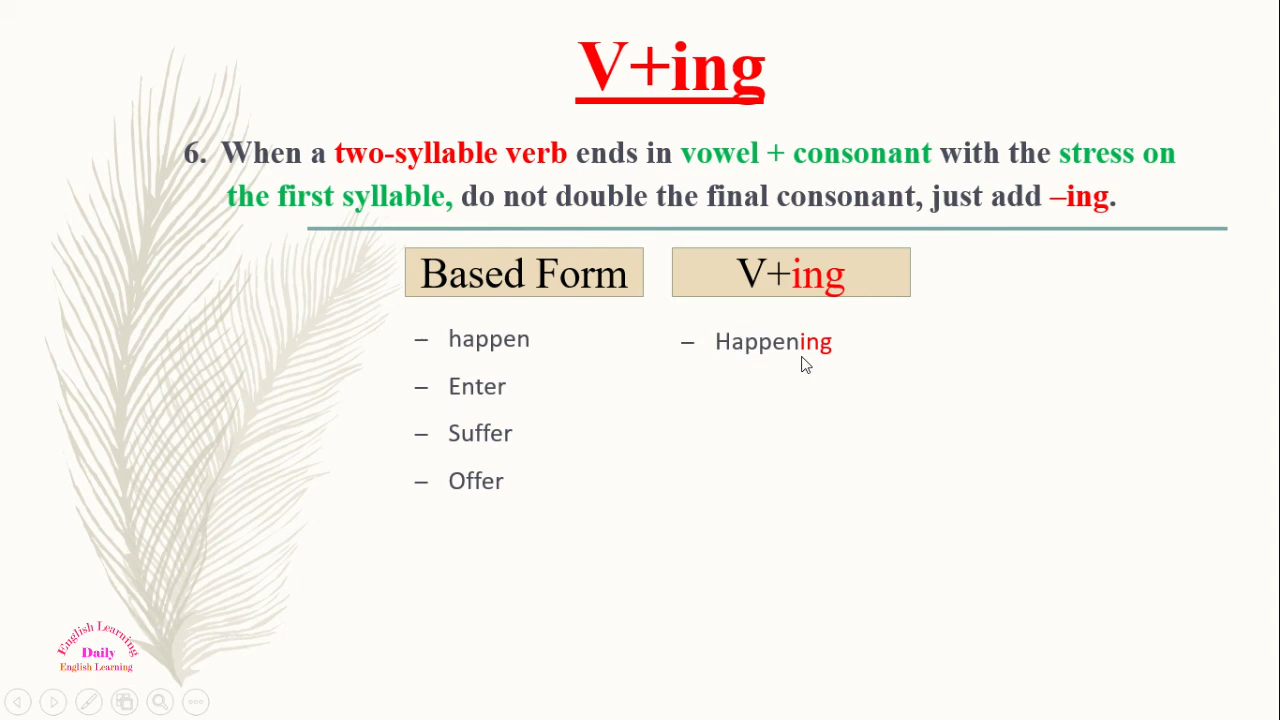 V+ing
6. When a two-syllable verb ends in vowel + consonant with the stress on
the first syllable, do not double the final consonant, just add –ing.
Based Form
V+ing
– happen
– Happening
– Enter
– Suffer
– Offer
English Learning
Daily
English Learning